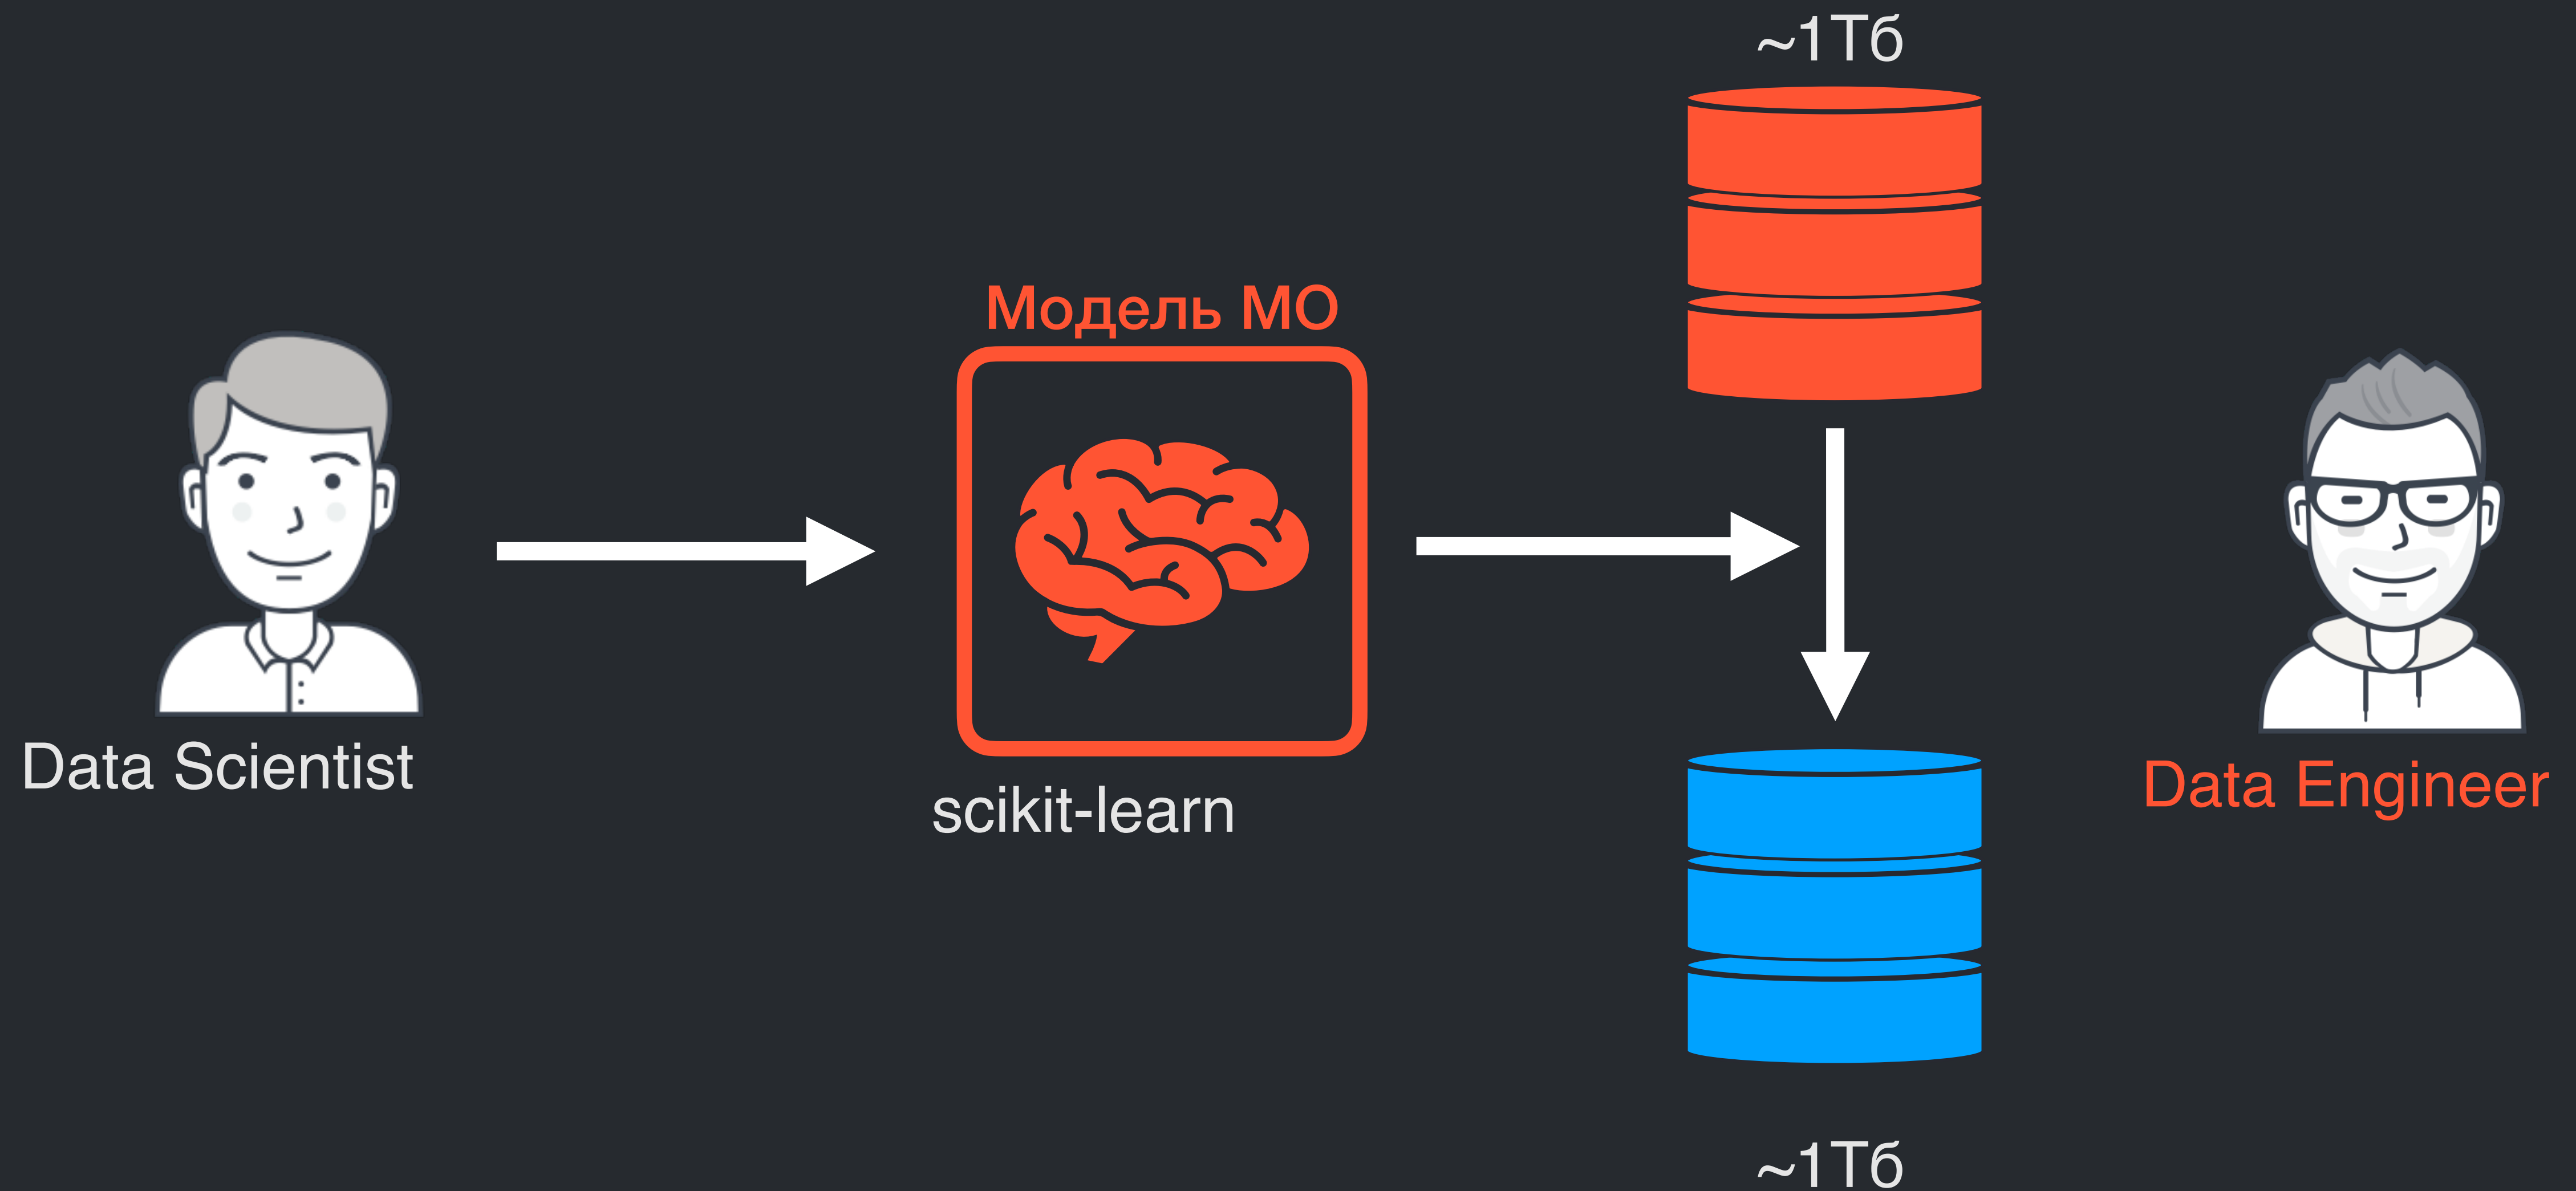 ~1Тб
Модель МО
Data Scientist
scikit-learn
Data Engineer
~1Тб